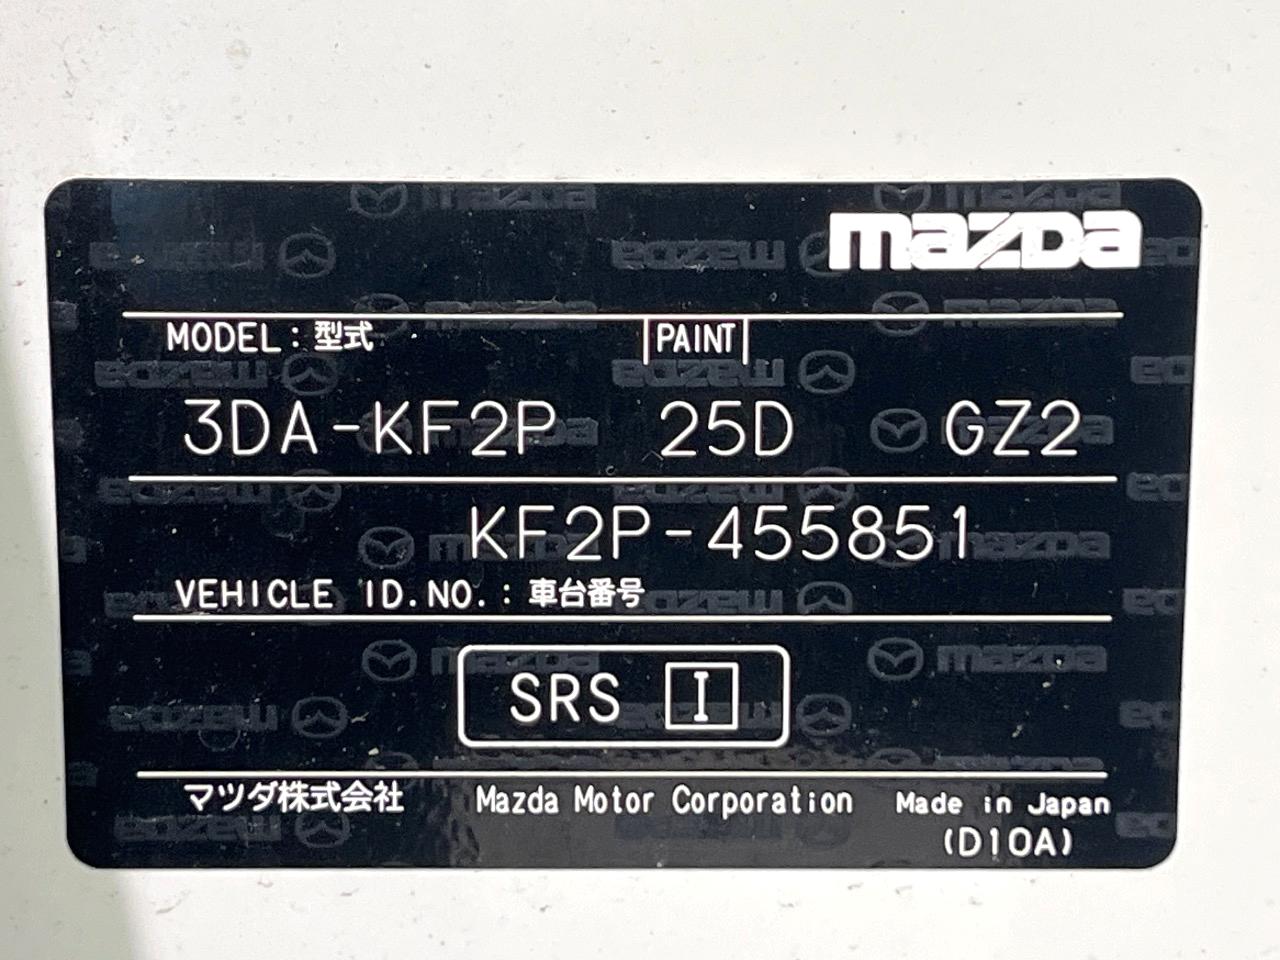 mazda
MODEL: 型式 PAINT
3DA-KF2P 25D GZ2
KF2P-455851
VEHICLE ID.NO.: 車台番号
SRS I
マツダ株式会社 Mazda Motor Corporation Made in Japan
(D10A)